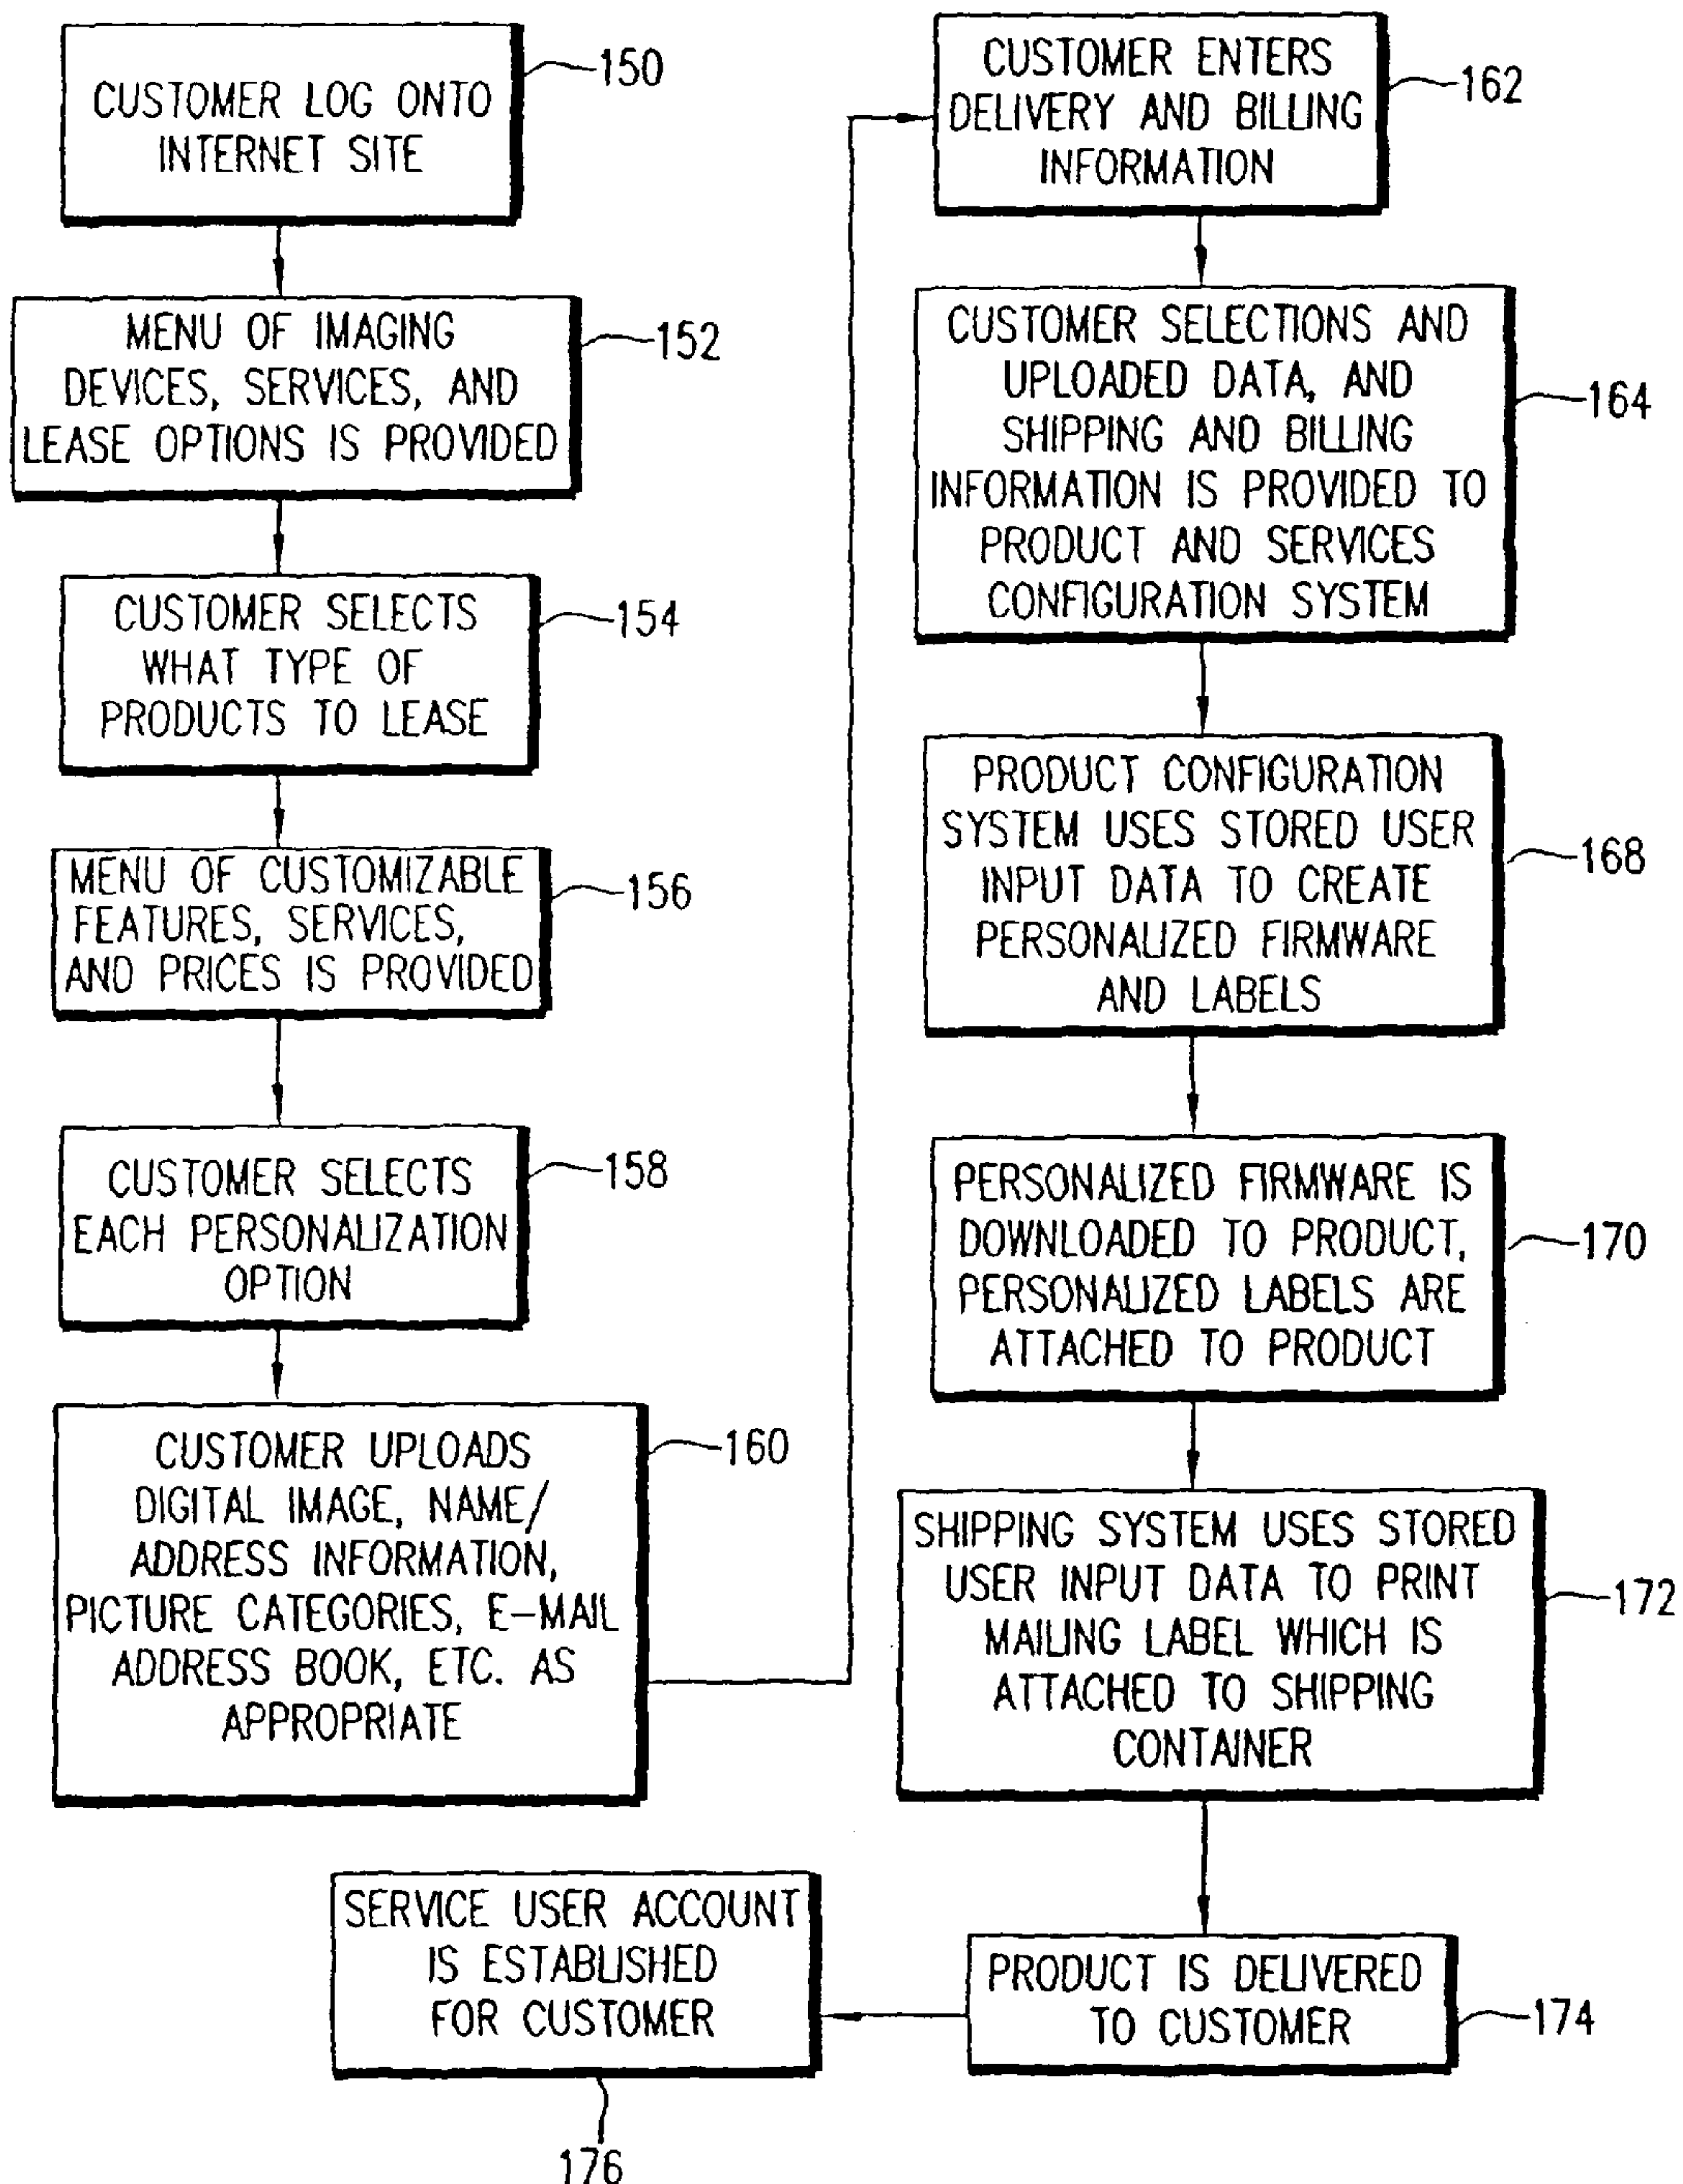 CUSTOMER LOG ONTO
INTERNET SITE
150
MENU OF IMAGING
DEVICES, SERVICES, AND
LEASE OPTIONS IS PROVIDED
152
CUSTOMER SELECTS
WHAT TYPE OF
PRODUCTS TO LEASE
154
MENU OF CUSTOMIZABLE
FEATURES, SERVICES,
AND PRICES IS PROVIDED
156
CUSTOMER SELECTS
EACH PERSONALIZATION
OPTION
158
CUSTOMER UPLOADS
DIGITAL IMAGE, NAME/
ADDRESS INFORMATION,
PICTURE CATEGORIES, E-MAIL
ADDRESS BOOK, ETC. AS
APPROPRIATE
160
CUSTOMER ENTERS
DELIVERY AND BILLING
INFORMATION
162
CUSTOMER SELECTIONS AND
UPLOADED DATA, AND
SHIPPING AND BILLING
INFORMATION IS PROVIDED TO
PRODUCT AND SERVICES
CONFIGURATION SYSTEM
164
PRODUCT CONFIGURATION
SYSTEM USES STORED USER
INPUT DATA TO CREATE
PERSONALIZED FIRMWARE
AND LABELS
168
PERSONALIZED FIRMWARE IS
DOWNLOADED TO PRODUCT,
PERSONALIZED LABELS ARE
ATTACHED TO PRODUCT
170
SHIPPING SYSTEM USES STORED
USER INPUT DATA TO PRINT
MAILING LABEL WHICH IS
ATTACHED TO SHIPPING
CONTAINER
172
PRODUCT IS DELIVERED
TO CUSTOMER
174
SERVICE USER ACCOUNT
IS ESTABLISHED
FOR CUSTOMER
176